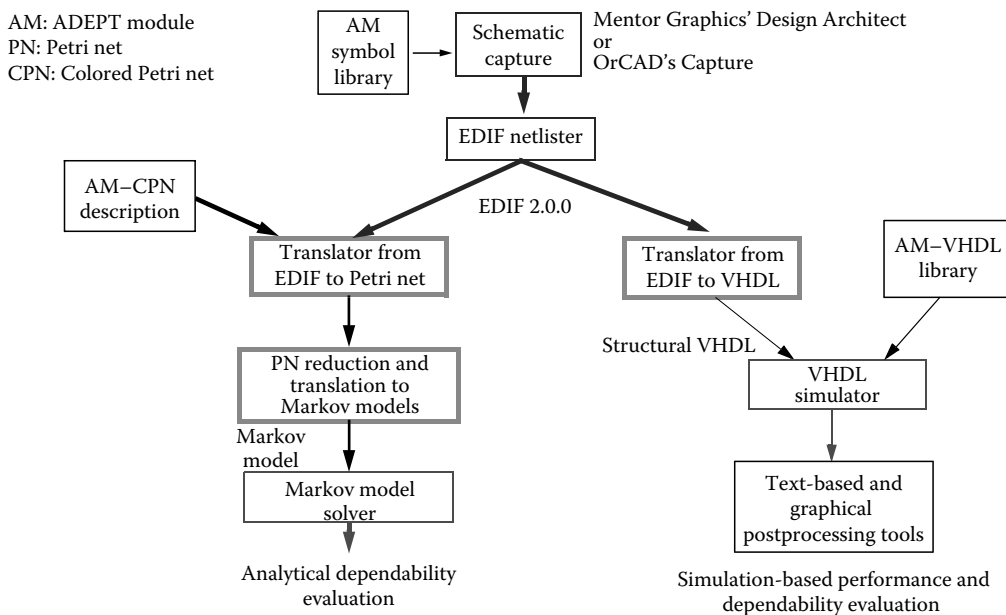 AM: ADEPT module
PN: Petri net
CPN: Colored Petri net
AM
symbol
library
Schematic
capture
Mentor Graphics’ Design Architect
or
OrCAD’s Capture
EDIF netlister
AM–CPN
description
EDIF 2.0.0
Translator from
EDIF to Petri net
Translator from
EDIF to VHDL
AM–VHDL
library
Structural VHDL
PN reduction and
translation to
Markov models
VHDL
simulator
Markov
model
Markov model
solver
Text-based and
graphical
postprocessing tools
Analytical dependability
evaluation
Simulation-based performance and
dependability evaluation